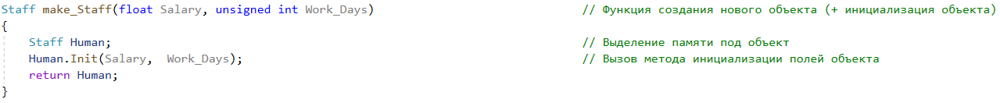 Staff make_Staff(float Salary, unsigned int Work_Days) // Функция создания нового объекта (+ инициализация объекта)
{
Staff Human; // Выделение памяти под объект
Human.Init(Salary, Work_Days); // Вызов метода инициализации полей объекта
return Human;
}